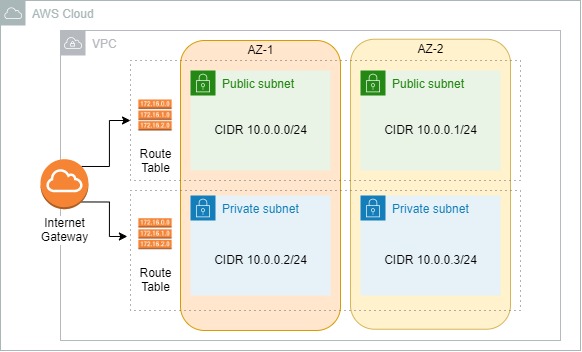 AWS Cloud
VPC
AZ-1
AZ-2
Public subnet
CIDR 10.0.0.0/24
Public subnet
CIDR 10.0.0.1/24
172.16.0.0
172.16.1.0
172.16.2.0
Route
Table
Internet
Gateway
Private subnet
CIDR 10.0.0.2/24
Private subnet
CIDR 10.0.0.3/24
172.16.0.0
172.16.1.0
172.16.2.0
Route
Table